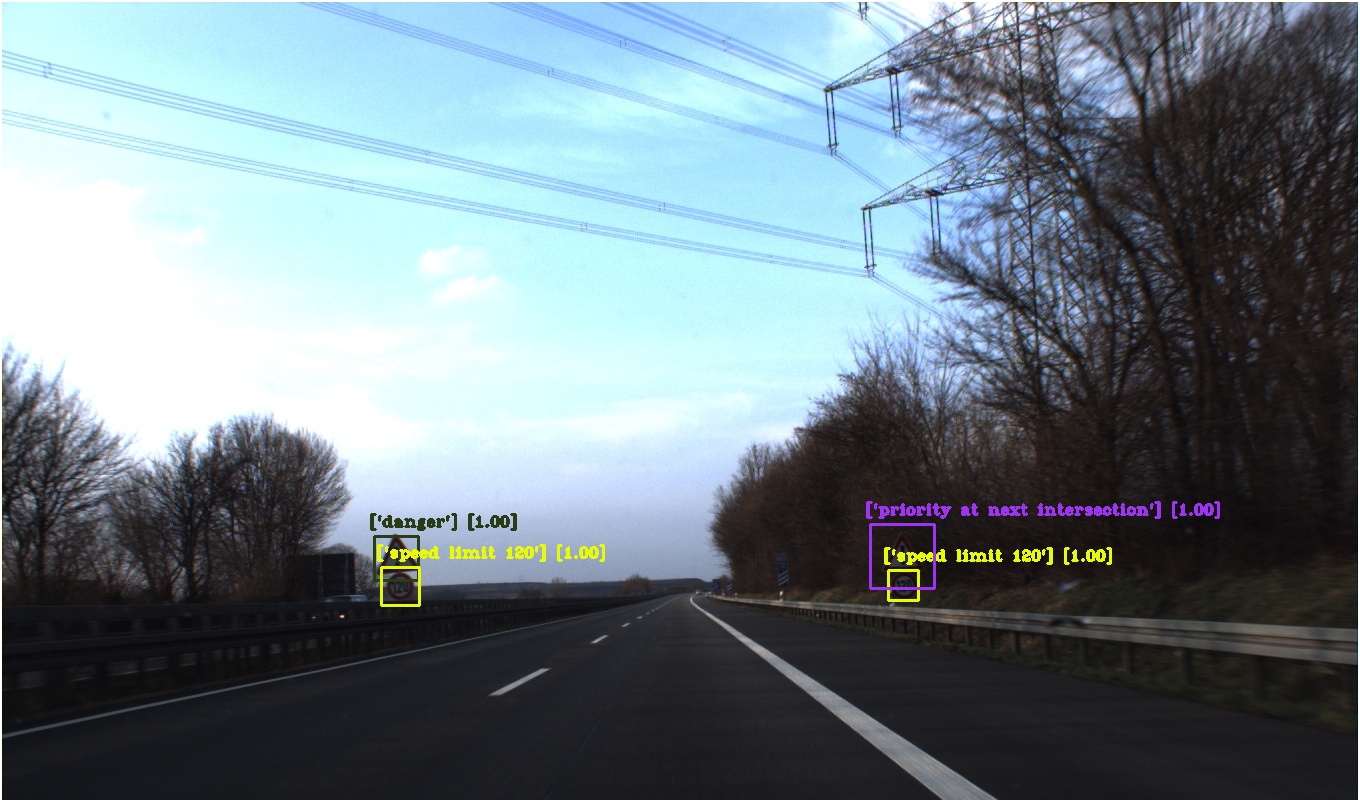 ['priority at next intersection'] [1.00]
['danger'] [1.00]
['speed limit 120'] [1.00]
['speed limit 120'] [1.00]
120